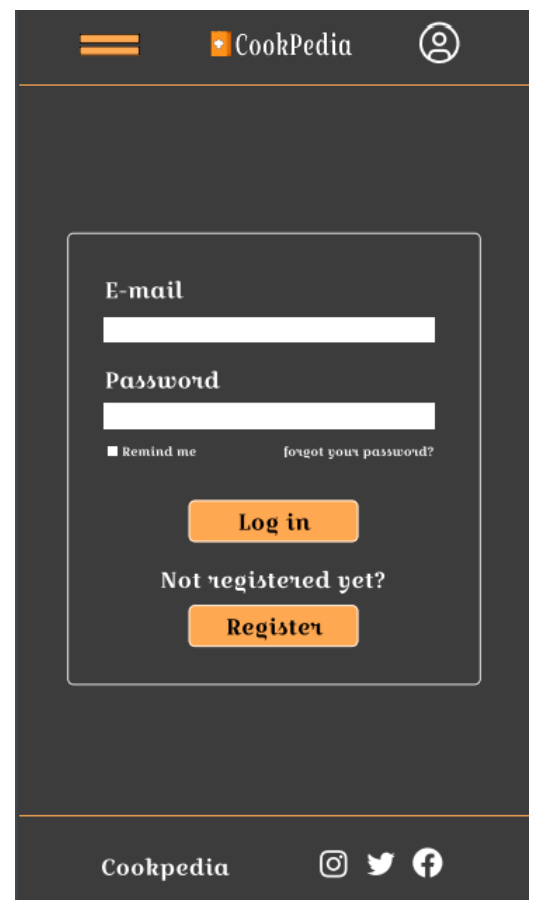 CookPedia
E-mail
Password
Remind me
forgot your password?
Log in
Not registered yet?
Register
Cookpedia